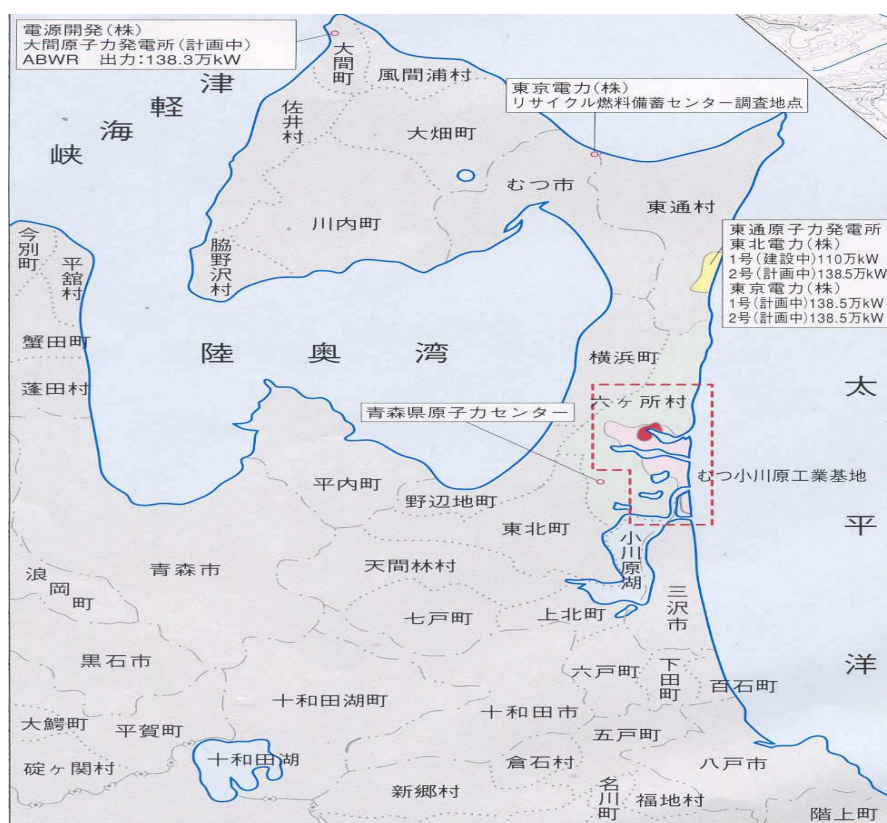 電源開発(株)
大間原子力発電所(計画中)
ABWR 出力:138.3万kW
大間町
風間浦村
東京電力(株)
リサイクル燃料備蓄センター調査地点
津軽海峡
佐井村
大畑町
むつ市
東通村
川内町
脇野沢村
今別町
平舘村
東通原子力発電所
東北電力(株)
1号(建設中)110万kW
2号(計画中)138.5万kW
東京電力(株)
1号(計画中)138.5万kW
2号(計画中)138.5万kW
蟹田町
陸奥湾
横浜町
蓬田村
六ヶ所村
太平洋
青森県原子力センター
むつ小川原工業基地
平内町
野辺地町
東北町
小川原湖
浪岡町
青森市
天間林村
三沢市
七戸町
上北町
黒石市
六戸町
下田町
百石町
十和田湖町
十和田市
大鰐町
平賀町
五戸町
十和田湖
倉石村
八戸市
碇ヶ関村
新郷村
名川町
福地村
階上町